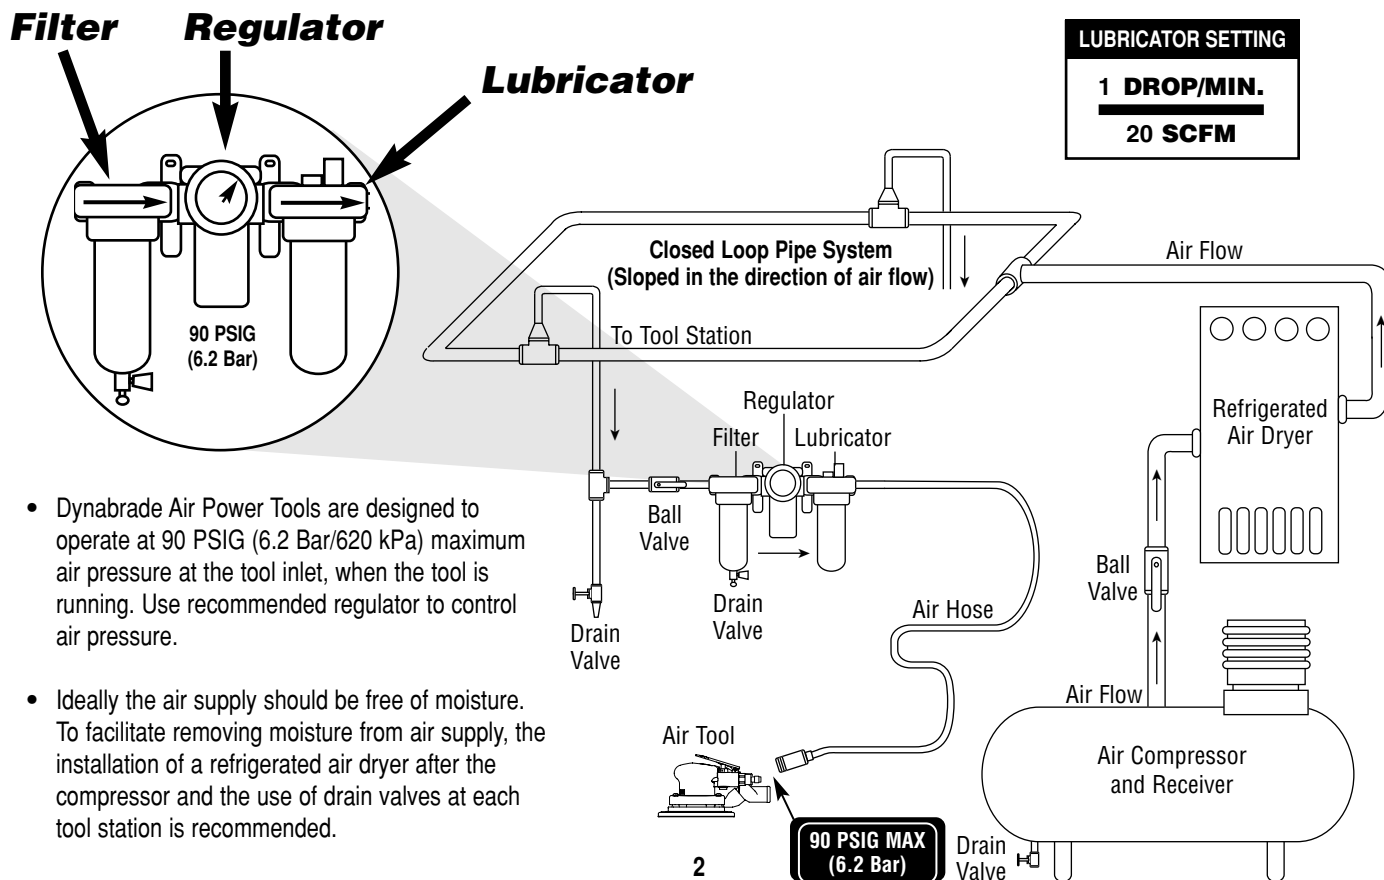 Filter
Regulator
Lubricator
LUBRICATOR SETTING
1 DROP/MIN.
20 SCFM
90 PSIG
(6.2 Bar)
Closed Loop Pipe System
(Sloped in the direction of air flow)
Air Flow
To Tool Station
Regulator
Filter
Lubricator
Refrigerated
Air Dryer
Ball
Valve
Drain
Valve
Drain
Valve
Air Hose
Ball
Valve
Air Flow
Air Compressor
and Receiver
Air Tool
90 PSIG MAX
(6.2 Bar)
Drain
Valve
• Dynabrade Air Power Tools are designed to
operate at 90 PSIG (6.2 Bar/620 kPa) maximum
air pressure at the tool inlet, when the tool is
running. Use recommended regulator to control
air pressure.
• Ideally the air supply should be free of moisture.
To facilitate removing moisture from air supply, the
installation of a refrigerated air dryer after the
compressor and the use of drain valves at each
tool station is recommended.
2